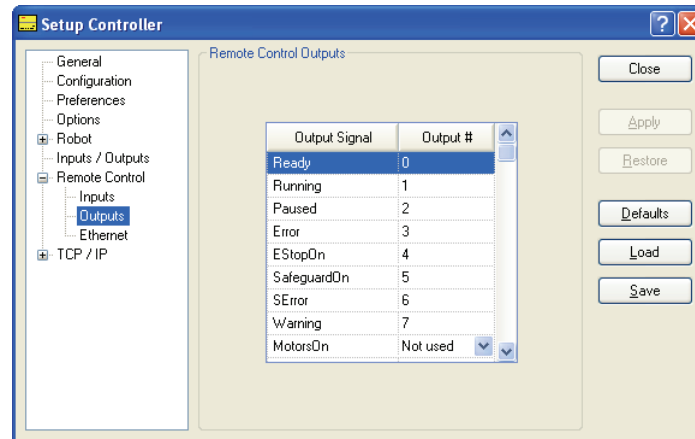 Setup Controller
General
Configuration
Preferences
Options
Robot
Inputs / Outputs
Remote Control
Inputs
Outputs
Ethernet
TCP / IP
Remote Control Outputs
Output Signal Output #
Ready 0
Running 1
Paused 2
Error 3
EStopOn 4
SafeguardOn 5
SError 6
Warning 7
MotorsOn Not used
Close
Apply
Restore
Defaults
Load
Save